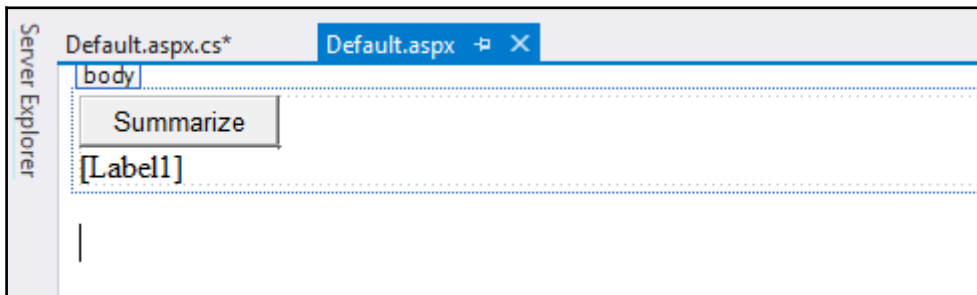 Server Explorer
Default.aspx.cs* Default.aspx
body
Summarize
[Label1]